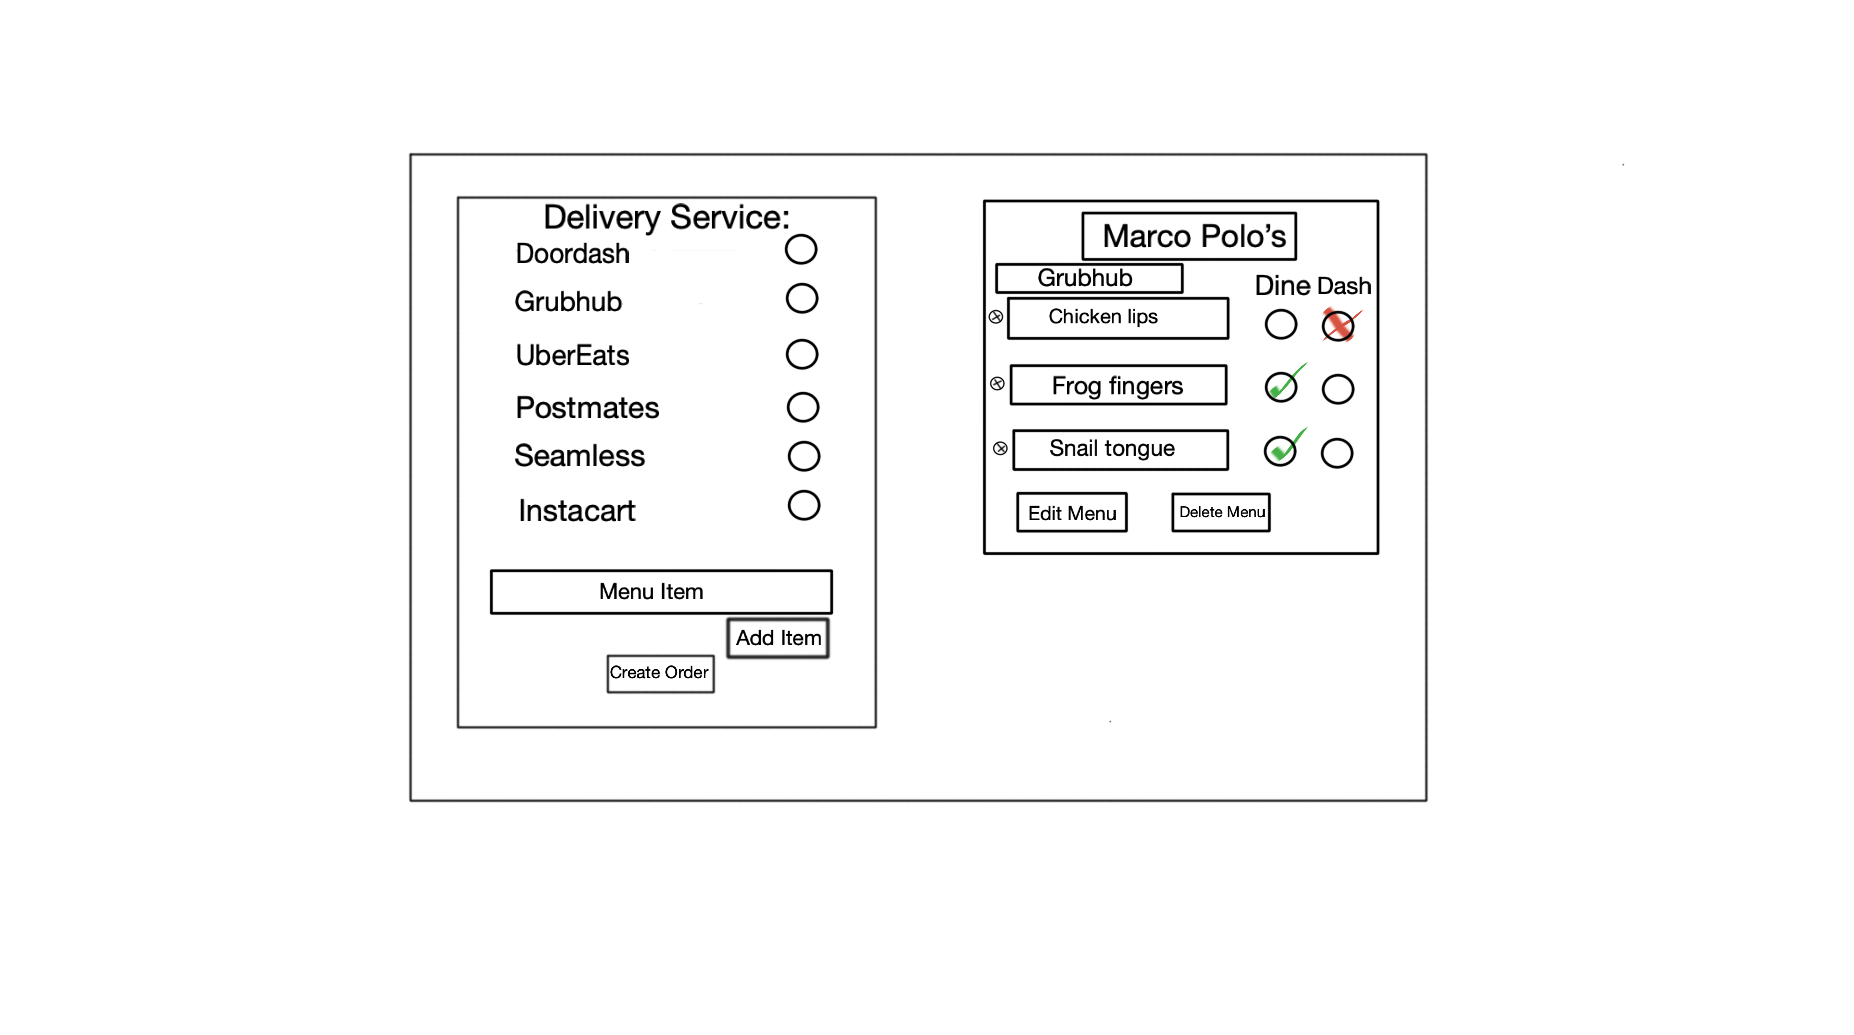 Delivery Service:
Doordash
Grubhub
UberEats
Postmates
Seamless
Instacart
Menu Item
Add Item
Create Order
Marco Polo's
Grubhub
Dine Dash
Chicken lips
Frog fingers
Snail tongue
Edit Menu
Delete Menu